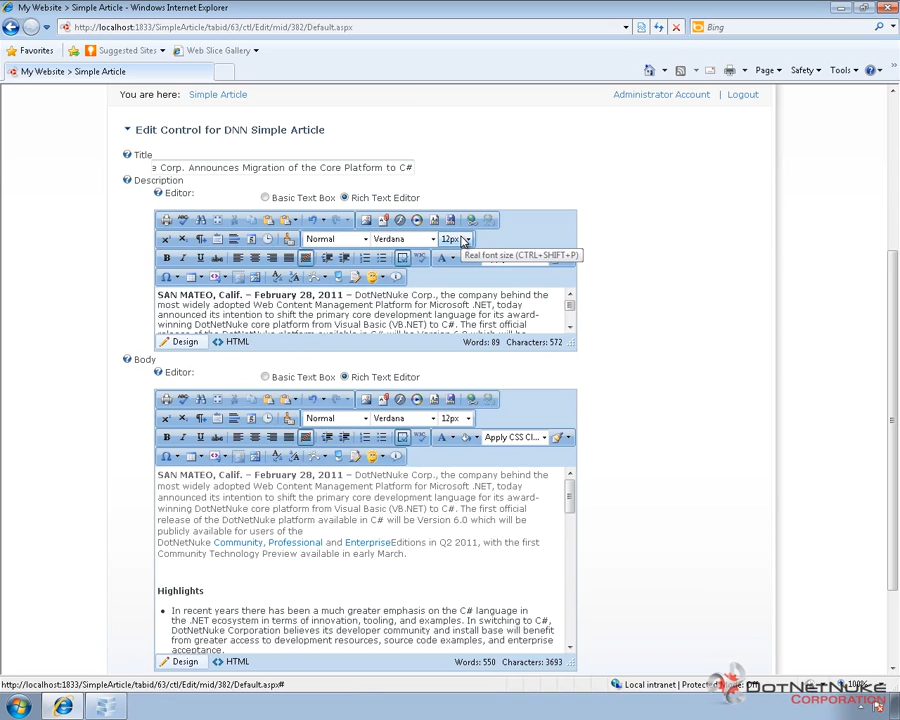 My Website > Simple Article - Windows Internet Explorer
http://localhost:1833/SimpleArticle/tabid/63/ctl/Edit/mid/382/Default.aspx
Bing
Favorites
Suggested Sites
Web Slice Gallery
My Website > Simple Article
Page
Safety
Tools
You are here:
Simple Article
Administrator Account | Logout
Edit Control for DNN Simple Article
Title
e Corp. Announces Migration of the Core Platform to C#
Description
Editor:
Basic Text Box
Rich Text Editor
Normal
Verdana
12px
Real font size (CTRL+SHIFT+P)
SAN MATEO, Calif. – February 28, 2011 – DotNetNuke Corp., the company behind the
most widely adopted Web Content Management Platform for Microsoft .NET, today
announced its intention to shift the primary core development language for its award-
winning DotNetNuke core platform from Visual Basic (VB.NET) to C#. The first official
Design
HTML
Words: 89 Characters: 572
Body
Editor:
Basic Text Box
Rich Text Editor
Normal
Verdana
12px
Apply CSS Cl...
SAN MATEO, Calif. – February 28, 2011 – DotNetNuke Corp., the company behind the
most widely adopted Web Content Management Platform for Microsoft .NET, today
announced its intention to shift the primary core development language for its award-
winning DotNetNuke core platform from Visual Basic (VB.NET) to C#. The first official
release of the DotNetNuke platform available in C# will be Version 6.0 which will be
publicly available for users of the
DotNetNuke Community, Professional and EnterpriseEditions in Q2 2011, with the first
Community Technology Preview available in early March.
Highlights
In recent years there has been a much greater emphasis on the C# language in
the .NET ecosystem in terms of innovation, tooling, and examples. In switching to C#,
DotNetNuke Corporation believes its developer community and install base will benefit
from greater access to development resources, source code examples, and enterprise
acceptance.
Design
HTML
Words: 550 Characters: 3693
http://localhost:1833/SimpleArticle/tabid/63/ctl/Edit/mid/382/Default.aspx#
Local intranet | Protected
Off
100%
DOTNETNUKE
CORPORATION